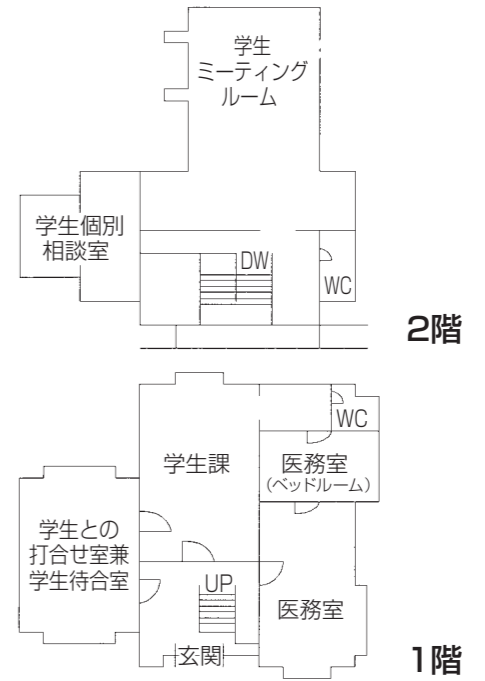 学生
ミーティング
ルーム
学生個別
相談室
DW
WC
2階
WC
学生課
医務室
(ベッドルーム)
学生との
打合せ室兼
学生待合室
UP
医務室
玄関
1階